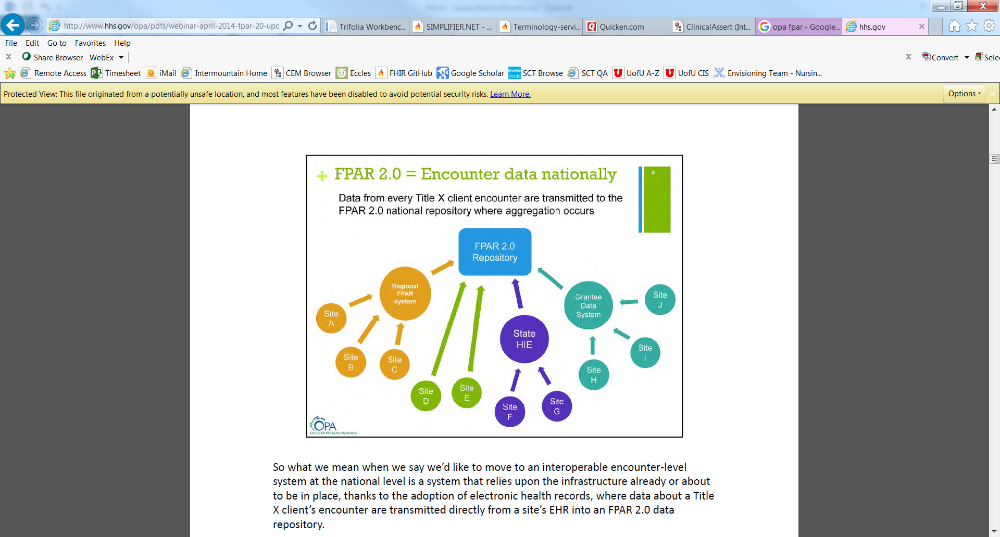 http://www.hhs.gov/opa/pdfs/webinar-april-2014-fpar-20-upd
Trifolia Workbenc...
SIMPLIFIER.NET - ...
Terminology-servi...
Quicken.com
ClinicalAssert (Int...
opa fpar - Google...
hhs.gov
File Edit Go to Favorites Help
Share Browser WebEx
Convert
Selec
Remote Access Timesheet iMail Intermountain Home CEM Browser Eccles FHIR GitHub Google Scholar SCT Browse SCT QA UofU A-Z UofU CIS Envisioning Team - Nursin...
Protected View: This file originated from a potentially unsafe location, and most features have been disabled to avoid potential security risks. Learn More.
Options
+ FPAR 2.0 = Encounter data nationally
8
Data from every Title X client encounter are transmitted to the
FPAR 2.0 national repository where aggregation occurs
FPAR 2.0
Repository
Regional
FPAR
system
Site
A
Site
B
Site
C
Site
D
Site
E
State
HIE
Site
F
Site
G
Grantee
Data
System
Site
H
Site
I
Site
J
OPA
OFFICE OF POPULATION AFFAIRS
So what we mean when we say we’d like to move to an interoperable encounter-level
system at the national level is a system that relies upon the infrastructure already or about
to be in place, thanks to the adoption of electronic health records, where data about a Title
X client’s encounter are transmitted directly from a site’s EHR into an FPAR 2.0 data
repository.